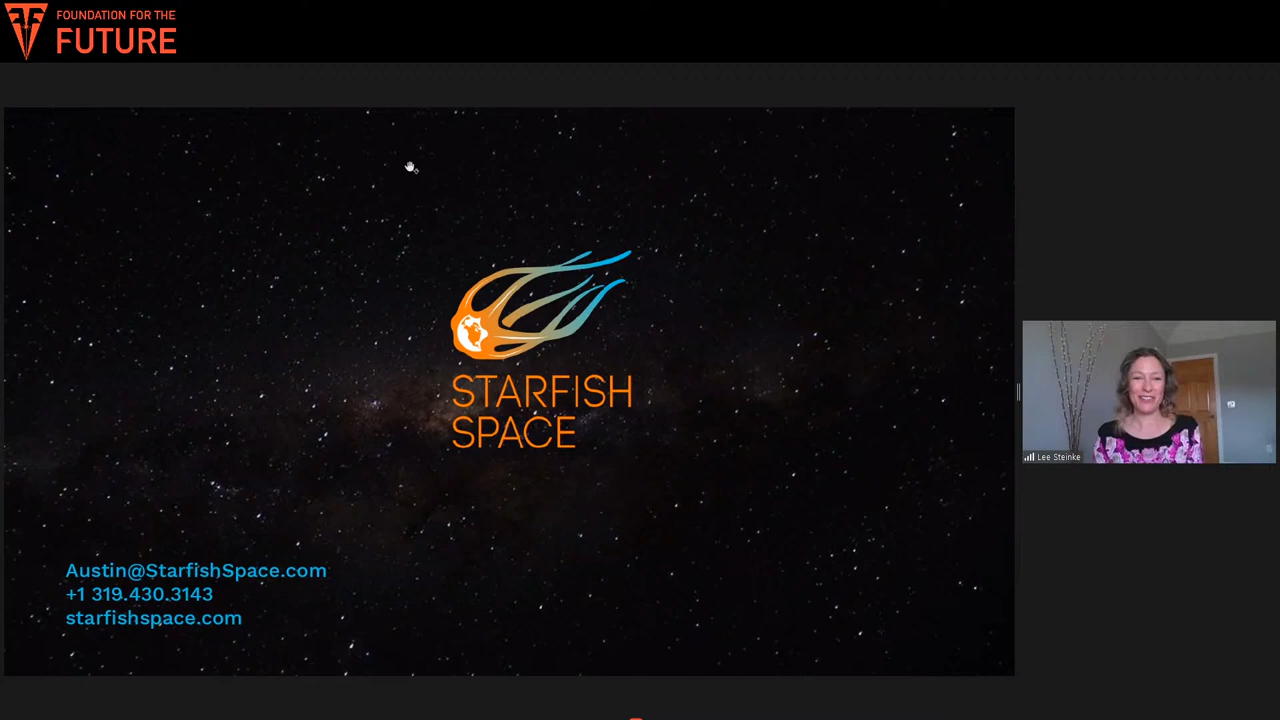 FOUNDATION FOR THE
FUTURE
STARFISH
SPACE
Lee Steinke
Austin@StarfishSpace.com
+1 319.430.3143
starfishspace.com